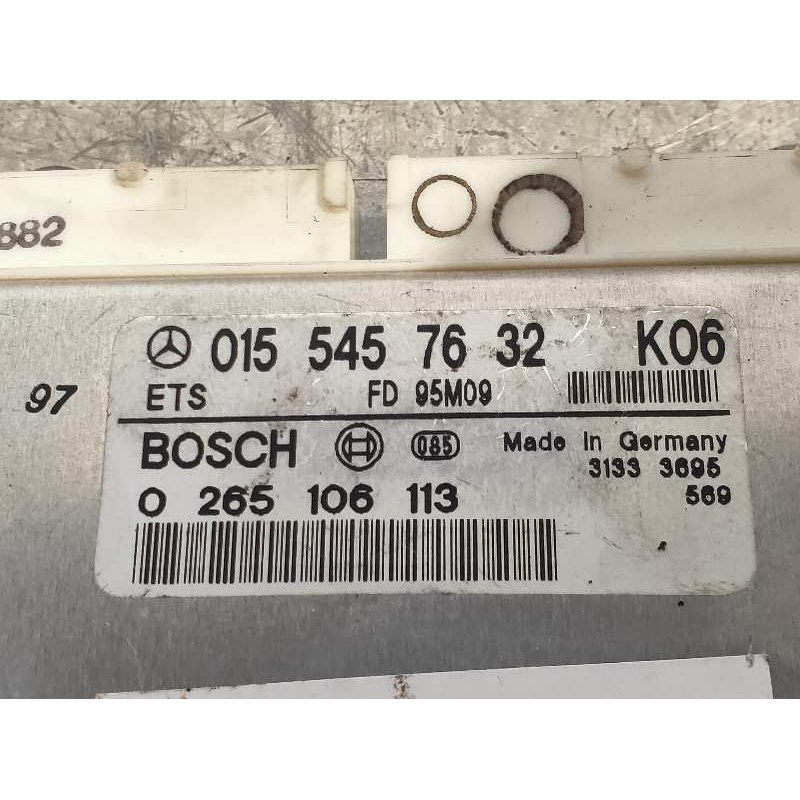 882
015 545 76 32 K06
97
ETS FD 95M09
BOSCH 085 Made In Germany
3133 3695
0 265 106 113 569